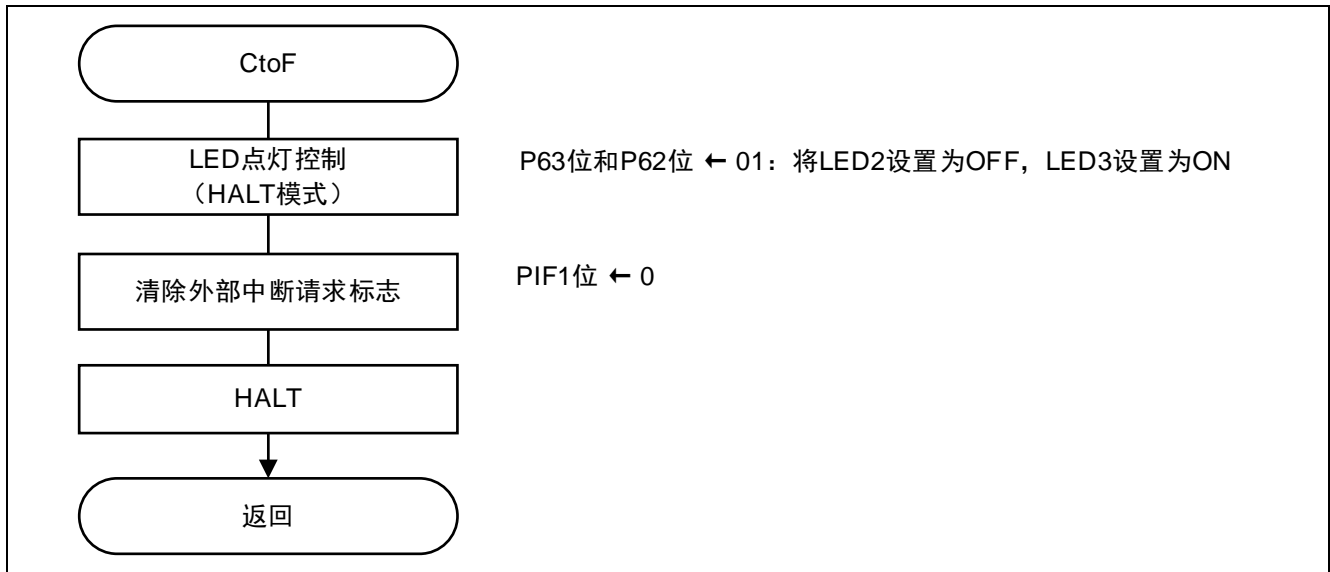 CtoF
LED点灯控制
（HALT模式）
P63位和P62位 ← 01：将LED2设置为OFF，LED3设置为ON
清除外部中断请求标志
PIF1位 ← 0
HALT
返回